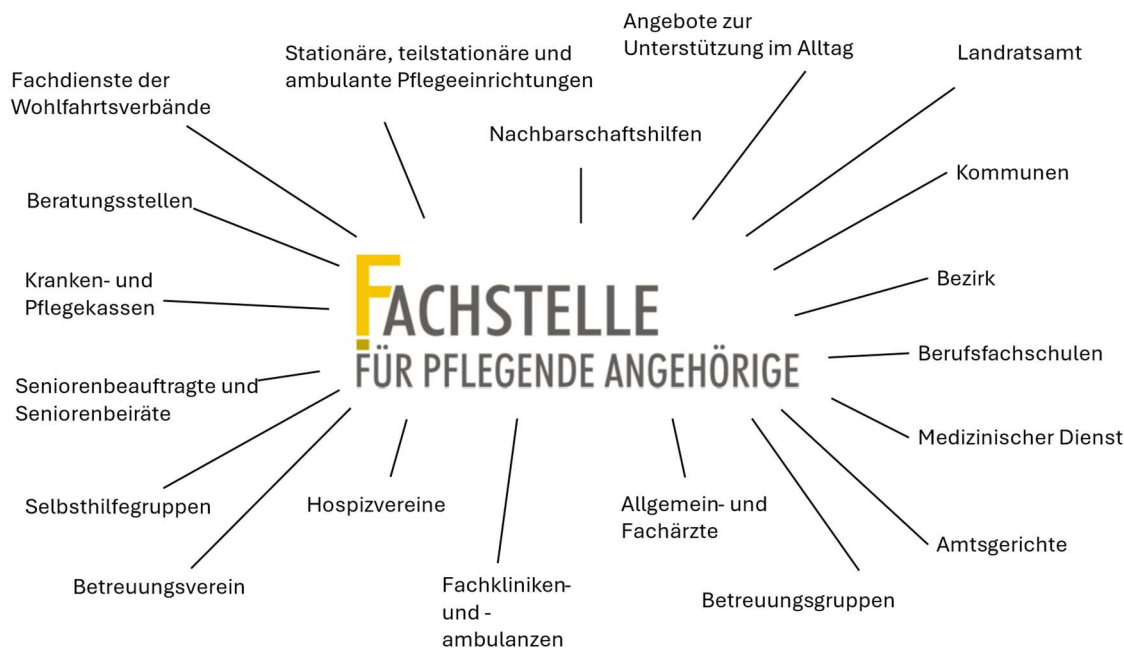 Angebote zur
Unterstützung im Alltag
Stationäre, teilstationäre und
ambulante Pflegeeinrichtungen
Landratsamt
Fachdienste der
Wohlfahrtsverbände
Nachbarschaftshilfen
Kommunen
Beratungsstellen
Kranken- und
Pflegekassen
Bezirk
FACHSTELLE
FÜR PFLEGENDE ANGEHÖRIGE
Berufsfachschulen
Seniorenbeauftragte und
Seniorenbeiräte
Medizinischer Dienst
Selbsthilfegruppen
Hospizvereine
Allgemein- und
Fachärzte
Amtsgerichte
Betreuungsverein
Fachkliniken-
und -
ambulanzen
Betreuungsgruppen